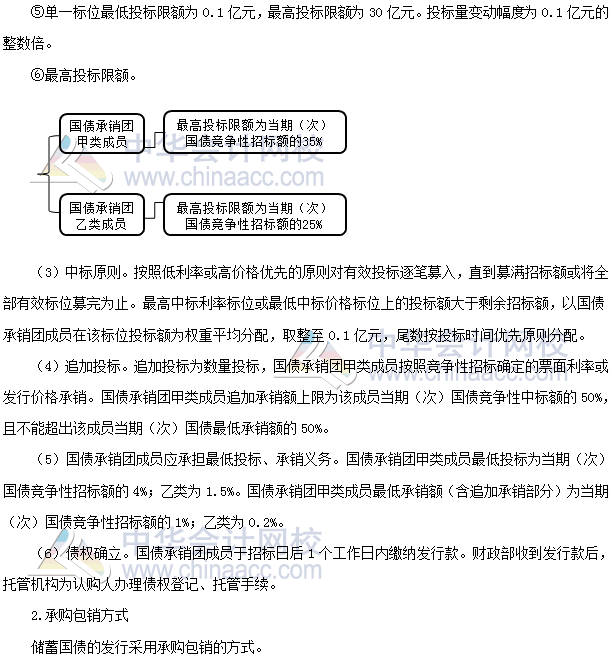 ⑤单一标位最低投标限额为0.1亿元，最高投标限额为30亿元。投标量变动幅度为0.1亿元的
整数倍。
⑥最高投标限额。
国债承销团
甲类成员
最高投标限额为当期（次）
国债竞争性招标额的35%
中华会计网校
www.chinaacc.com
国债承销团
乙类成员
最高投标限额为当期（次）
国债竞争性招标额的25%
（3）中标原则。按照低利率或高价格优先的原则对有效投标逐笔募入，直到募满招标额或将全
部有效标位募完为止。最高中标利率标位或最低中标价格标位上的投标额大于剩余招标额，以国债
承销团成员在该标位投标额为权重平均分配，取整至0.1亿元，尾数按投标时间优先原则分配。
中华会计网校
www.chinaacc.com
（4）追加投标。追加投标为数量投标，国债承销团甲类成员按照竞争性招标确定的票面利率或
发行价格承销。国债承销团甲类成员追加承销额上限为该成员当期（次）国债竞争性中标额的50%，
且不能超出该成员当期（次）国债最低承销额的50%。
（5）国债承销团成员应承担最低投标、承销义务。国债承销团甲类成员最低投标为当期（次）
国债竞争性招标额的4%；乙类为1.5%。国债承销团甲类成员最低承销额（含追加承销部分）为当期
（次）国债竞争性招标额的1%；乙类为0.2%。
中华会计网校
www.chinaacc.com
（6）债权确立。国债承销团成员于招标日后1个工作日内缴纳发行款。财政部收到发行款后，
托管机构为认购人办理债权登记、托管手续。
2.承购包销方式
储蓄国债的发行采用承购包销的方式。